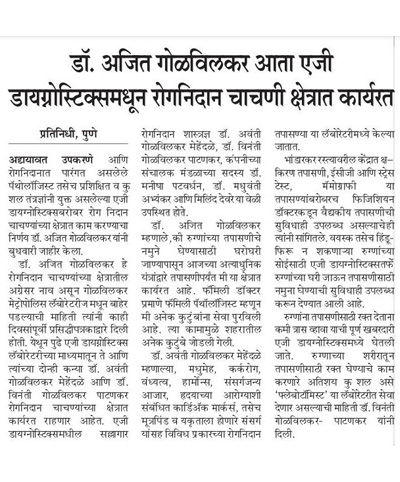 डॉ. अजित गोळविलकर आता एजी
डायग्नोस्टिक्समधून रोगनिदान चाचणी क्षेत्रात कार्यरत
प्रतिनिधी, पुणे
अद्ययावत उपकरणे आणि
रोगनिदानात पारंगत असलेले
पॅथॉलॉजिस्ट तसेच प्रशिक्षित व कु
शल तंत्रज्ञांनी युक्त असलेल्या एजी
डायग्नॉस्टिक्सबरोबर रोग निदान
चाचण्यांच्या क्षेत्रात काम करण्याचा
निर्णय डॉ. अजित गोळविलकर यांनी
बुधवारी जाहीर केला.
डॉ. अजित गोळविलकर हे
रोगनिदान चाचण्यांच्या क्षेत्रातील
अग्रेसर नाव असून गोळविलकर
मेट्रोपोलिस लॅबोरेटरीजमधून बाहेर
पडल्याची माहिती त्यांनी काही
दिवसांपूर्वी प्रसिद्धीपत्रकाद्वारे दिली
होती. येथून पुढे एजी डायग्नोस्टिक्स
लॅबोरेटरीच्या माध्यमातून ते आणि
त्यांच्या दोन्ही कन्या डॉ. अवंती
गोळविलकर मेहेंदळे आणि डॉ.
विनंती गोळविलकर पाटणकर
रोगनिदान चाचण्यांच्या क्षेत्रात
कार्यरत राहणार आहेत. एजी
डायग्नोस्टिक्समधील सल्लागार
रोगनिदान शास्त्रज्ञ डॉ. अवंती
गोळविलकर मेहेंदळे, डॉ. विनंती
गोळविलकर पाटणकर, कंपनीच्या
संचालक मंडळाच्या सदस्य डॉ.
मनीषा पटवर्धन, डॉ. मधुवंती
अभ्यंकर आणि मिलिंद देवरे या वेळी
उपस्थित होते.
डॉ. अजित गोळविलकर
म्हणाले, की रुग्णांच्या तपासणीचे
नमुने घेण्यासाठी घरोघरी
जाण्यापासून आजच्या अत्याधुनिक
यंत्राद्वारे तपासणीपर्यंत मी या क्षेत्रात
कार्यरत आहे. फॅमिली डॉक्टर
प्रमाणे फॅमिली पॅथॉलॉजिस्ट म्हणून
मी अनेक कुटुंबांना सेवा पुरविली
आहे. त्या कामामुळे शहरातील
अनेक कुटुंबे जोडली गेली.
डॉ. अवंती गोळविलकर मेहेंदळे
म्हणाल्या, मधुमेह, कर्करोग,
वंध्यत्व, हार्मोन्स, संसर्गजन्य
आजार, हृदयाच्या आरोग्याशी
संबंधित कार्डिअ‍ॅक मार्कर्स, तसेच
मूत्रपिंड व यकृताला होणारे संसर्ग
यांसह विविध प्रकारच्या रोगनिदान
तपासण्या या लॅबोरेटरीमध्ये केल्या
जातात.
भांडारकर रस्त्यावरील केंद्रात क्ष-
किरण तपासणी, ईसीजी आणि स्ट्रेस
टेस्ट, मॅमोग्राफी या
तपासण्यांबरोबरच फिजिशियन
डॉक्टरकडून वैद्यकीय तपासणीची
सुविधाही उपलब्ध असल्याचेही
त्यांनी सांगितले. वयस्क तसेच हिंडू-
फिरू न शकणाऱ्या रुग्णांच्या
सोईसाठी एजी डायग्नॉस्टिक्सतर्फे
रुग्णांच्या घरी जाऊन तपासणीसाठी
नमुना घेण्याची सुविधाही उपलब्ध
करून देण्यात आली आहे.
रुग्णांना तपासणीसाठी रक्त देताना
कमी त्रास व्हावा याची पूर्ण खबरदारी
एजी डायग्नोस्टिक्समध्ये घेतली
जाते. रुग्णाच्या शरीरातून
तपासणीसाठी रक्त घेण्याचे काम
करणारे अतिशय कु शल असे
'फ्लेबोटॉमिस्ट' या लॅबोरेटरीत सेवा
देणार असल्याची माहिती डॉ. विनंती
गोळविलकर- पाटणकर यांनी
दिली.